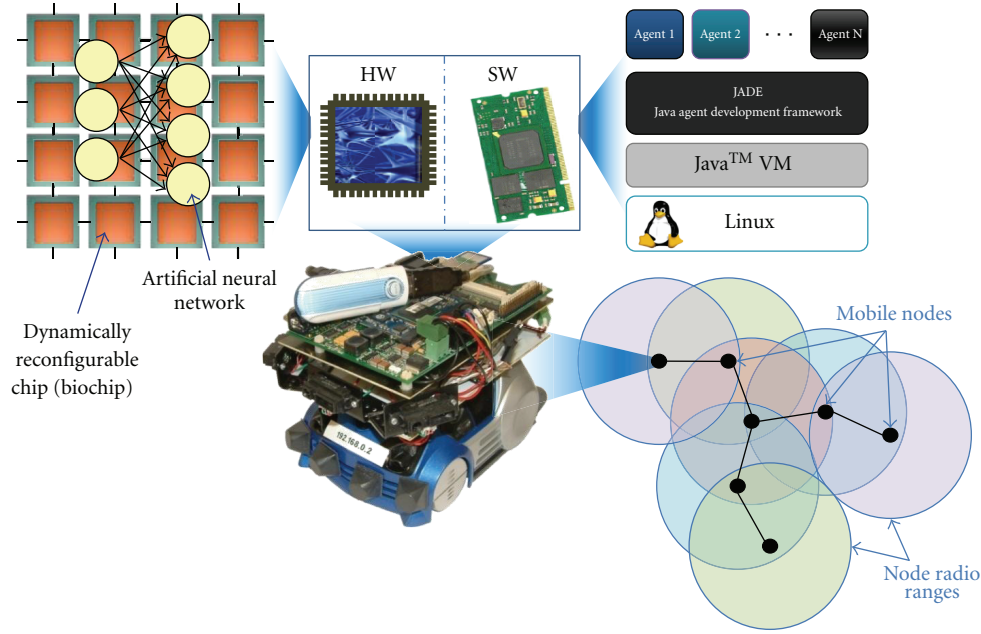 HW
SW
Agent 1
Agent 2
. . .
Agent N
JADE
Java agent development framework
Java™ VM
Linux
Artificial neural
network
Dynamically
reconfigurable
chip (biochip)
192.168.0.2
Mobile nodes
Node radio
ranges